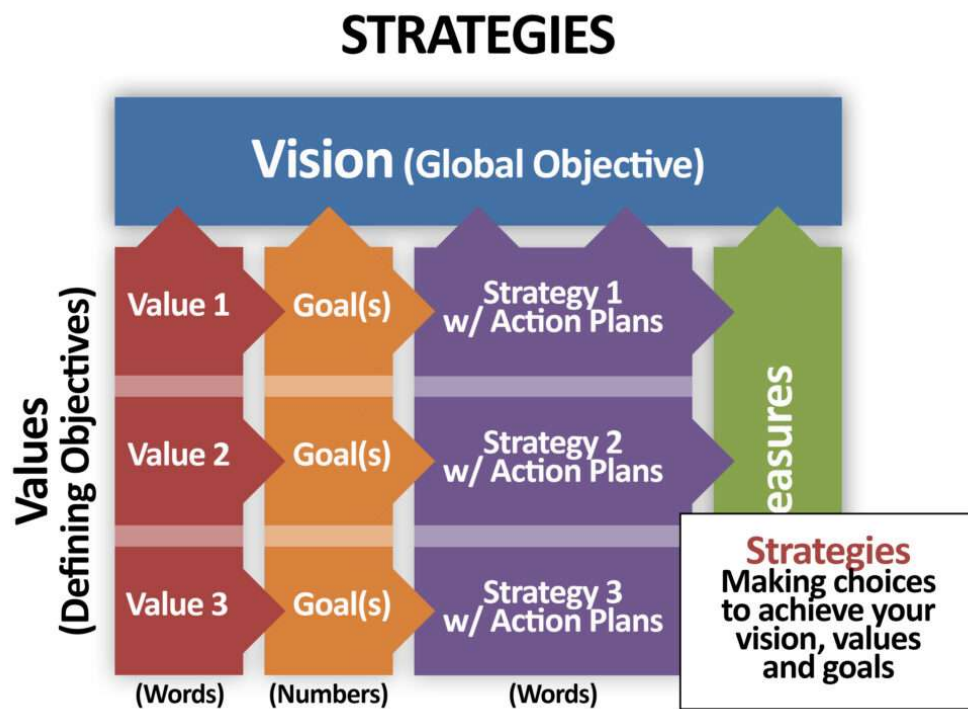 STRATEGIES
Vision (Global Objective)
Values
(Defining Objectives)
Value 1
Goal(s)
Strategy 1
w/ Action Plans
Value 2
Goal(s)
Strategy 2
w/ Action Plans
Value 3
Goal(s)
Strategy 3
w/ Action Plans
easures
Strategies
Making choices
to achieve your
vision, values
and goals
(Words)
(Numbers)
(Words)